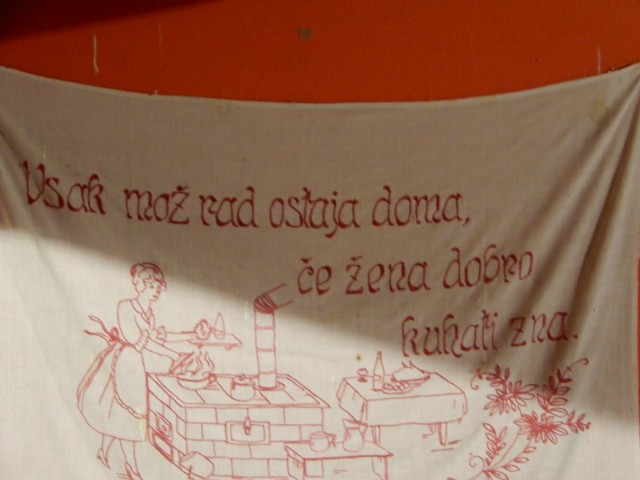 Vsak mož rad ostaja doma,
če žena dobro
kuhati zna.